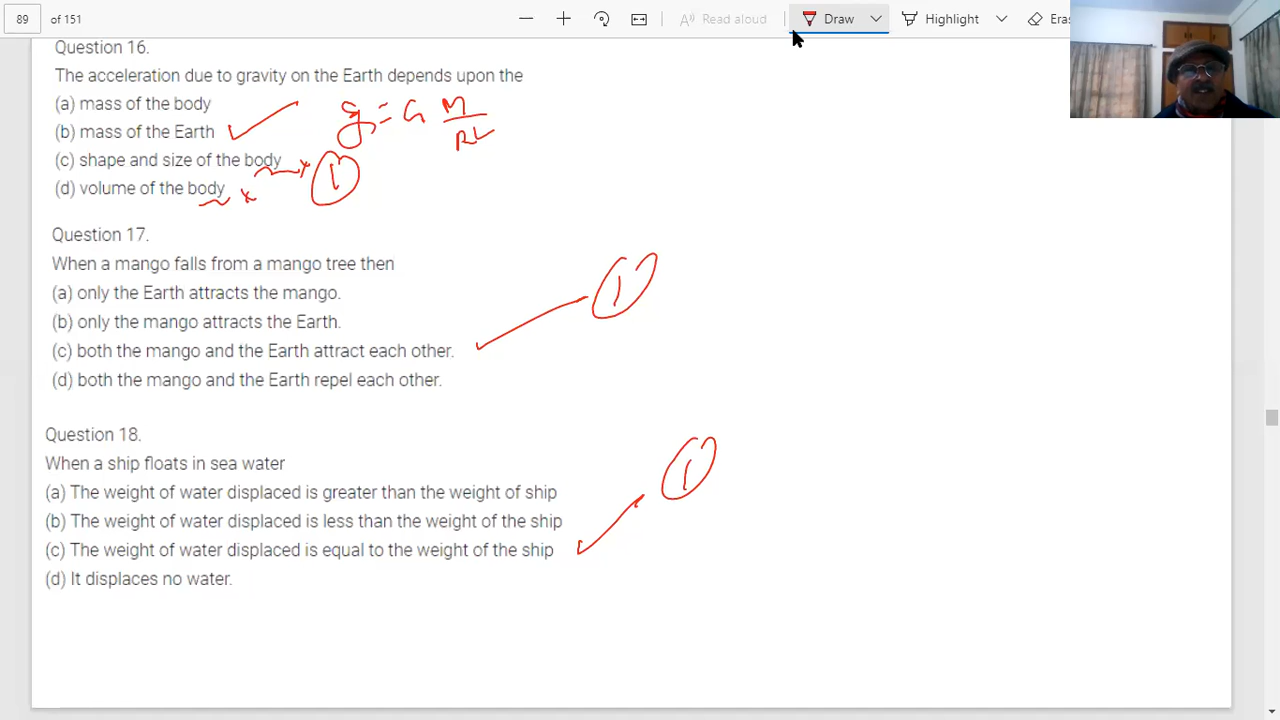 89 of 151 Read aloud Draw Highlight Eras
Question 16.
The acceleration due to gravity on the Earth depends upon the
(a) mass of the body
(b) mass of the Earth
g = G M
R2
(c) shape and size of the body
(d) volume of the body
1
Question 17.
When a mango falls from a mango tree then
(a) only the Earth attracts the mango.
(b) only the mango attracts the Earth.
(c) both the mango and the Earth attract each other.
(d) both the mango and the Earth repel each other.
1
Question 18.
When a ship floats in sea water
(a) The weight of water displaced is greater than the weight of ship
(b) The weight of water displaced is less than the weight of the ship
(c) The weight of water displaced is equal to the weight of the ship
(d) It displaces no water.
1